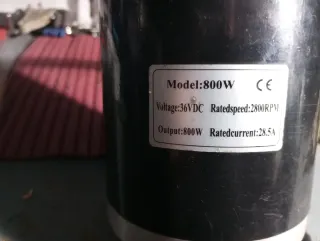 Model:800W CE
Voltage:36VDC Ratedspeed:2800RPM
Output:800W Ratedcurrent:28.5A